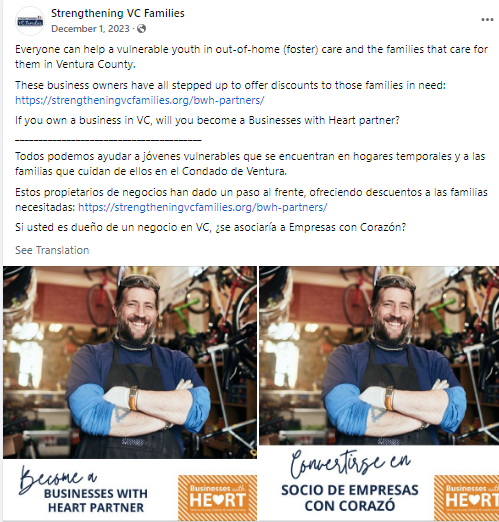 Strengthening VC Families
December 1, 2023 ·
Everyone can help a vulnerable youth in out-of-home (foster) care and the families that care for
them in Ventura County.
These business owners have all stepped up to offer discounts to those families in need:
https://strengtheningvcfamilies.org/bwh-partners/
If you own a business in VC, will you become a Businesses with Heart partner?
________________________________________
Todos podemos ayudar a jóvenes vulnerables que se encuentran en hogares temporales y a las
familias que cuidan de ellos en el Condado de Ventura.
Estos propietarios de negocios han dado un paso al frente, ofreciendo descuentos a las familias
necesitadas: https://strengtheningvcfamilies.org/bwh-partners/
Si usted es dueño de un negocio en VC, ¿se asociaría a Empresas con Corazón?
See Translation
Become a
BUSINESSES WITH
HEART PARTNER
Businesses with
HEART
Convertirse en
SOCIO DE EMPRESAS
CON CORAZÓ
Businesses with
HEART